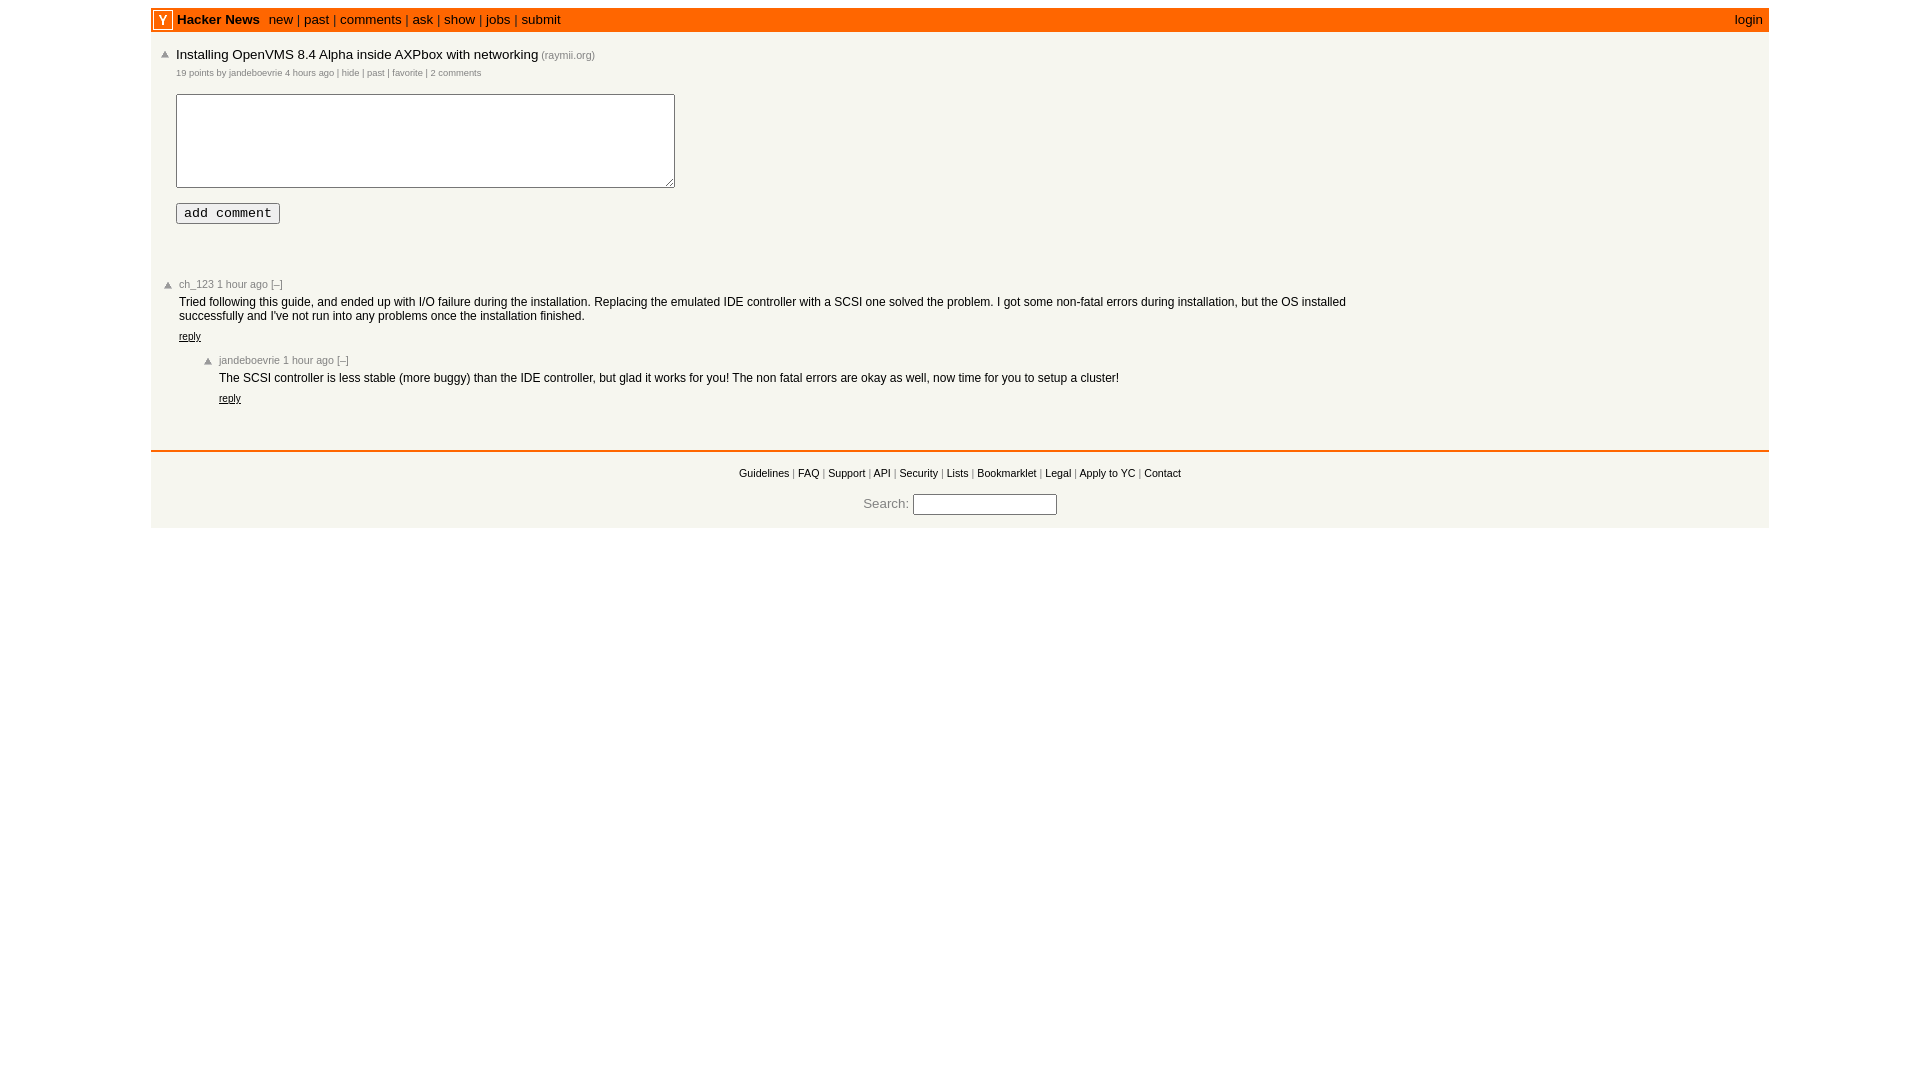 Y Hacker News new | past | comments | ask | show | jobs | submit login
Installing OpenVMS 8.4 Alpha inside AXPbox with networking (raymii.org)
19 points by jandeboevrie 4 hours ago | hide | past | favorite | 2 comments
add comment
ch_123 1 hour ago [–]
Tried following this guide, and ended up with I/O failure during the installation. Replacing the emulated IDE controller with a SCSI one solved the problem. I got some non-fatal errors during installation, but the OS installed
successfully and I've not run into any problems once the installation finished.
reply
jandeboevrie 1 hour ago [–]
The SCSI controller is less stable (more buggy) than the IDE controller, but glad it works for you! The non fatal errors are okay as well, now time for you to setup a cluster!
reply
Guidelines | FAQ | Support | API | Security | Lists | Bookmarklet | Legal | Apply to YC | Contact
Search: